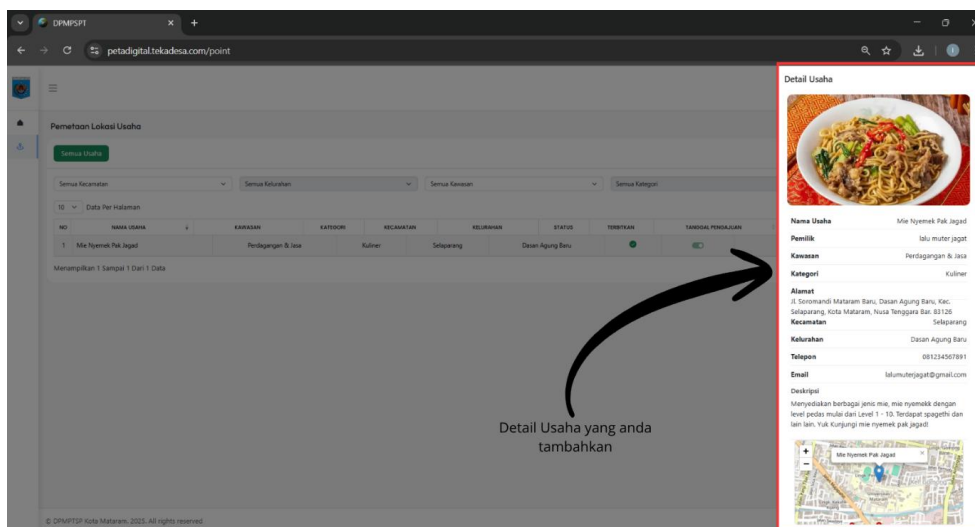 DPMPSPT
petadigital.tekadesa.com/point
Pemetaan Lokasi Usaha
Semua Usaha
Semua Kecamatan
Semua Kelurahan
Semua Kawasan
Semua Kategori
10 Data Per Halaman
NO NAMA USAHA KAWASAN KATEGORI KECAMATAN KELURAHAN STATUS TERBITKAN TANGGAL PENGAJUAN
1 Mie Nyemek Pak Jagad Perdagangan & Jasa Kuliner Selaparang Dasan Agung Baru
Menampilkan 1 Sampai 1 Dari 1 Data
Detail Usaha yang anda
tambahkan
© DPMPTSP Kota Mataram. 2025. All rights reserved.
Detail Usaha
Nama Usaha Mie Nyemek Pak Jagad
Pemilik lalu muter jagat
Kawasan Perdagangan & Jasa
Kategori Kuliner
Alamat
Jl. Soromandi Mataram Baru, Dasan Agung Baru, Kec.
Selaparang, Kota Mataram, Nusa Tenggara Bar. 83126
Kecamatan Selaparang
Kelurahan Dasan Agung Baru
Telepon 081234567891
Email lalumuterjagat@gmail.com
Deskripsi
Menyediakan berbagai jenis mie, mie nyemekk dengan
level pedas mulai dari Level 1 - 10. Terdapat spagethi dan
lain lain. Yuk Kunjungi mie nyemek pak jagad!
+
Mie Nyemek Pak Jagad ×
−